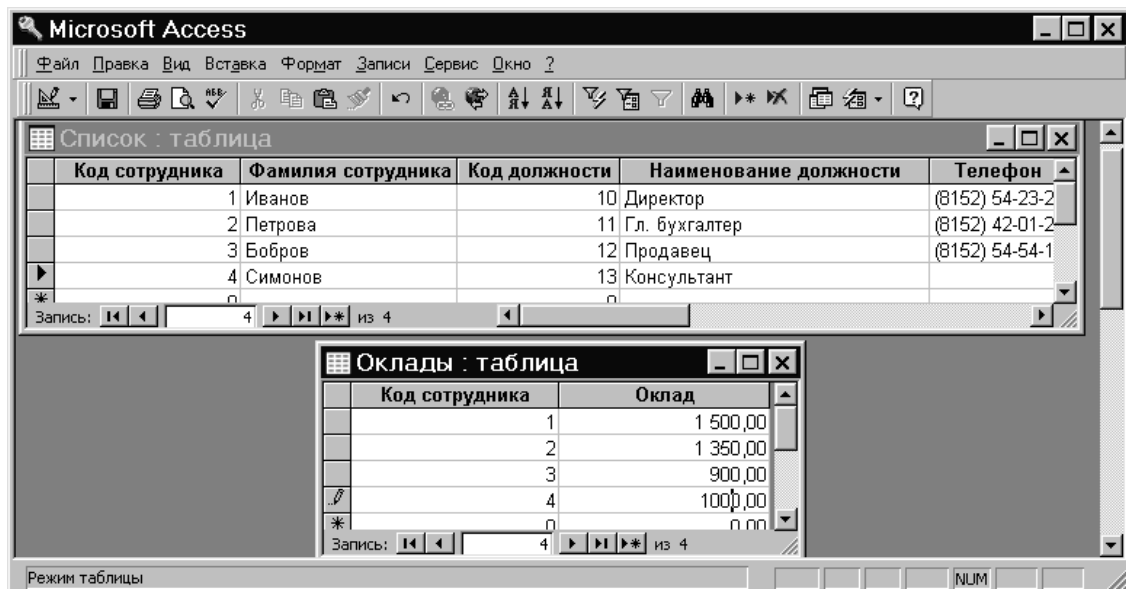 Microsoft Access
Файл Правка Вид Вставка Формат Записи Сервис Окно ?
Список : таблица
Код сотрудника Фамилия сотрудника Код должности Наименование должности Телефон
1 Иванов 10 Директор (8152) 54-23-2
2 Петрова 11 Гл. бухгалтер (8152) 42-01-2
3 Бобров 12 Продавец (8152) 54-54-1
4 Симонов 13 Консультант
0 0
Запись: 4 из 4
Оклады : таблица
Код сотрудника Оклад
1 1 500,00
2 1 350,00
3 900,00
4 1000,00
0 0,00
Запись: 4 из 4
Режим таблицы NUM